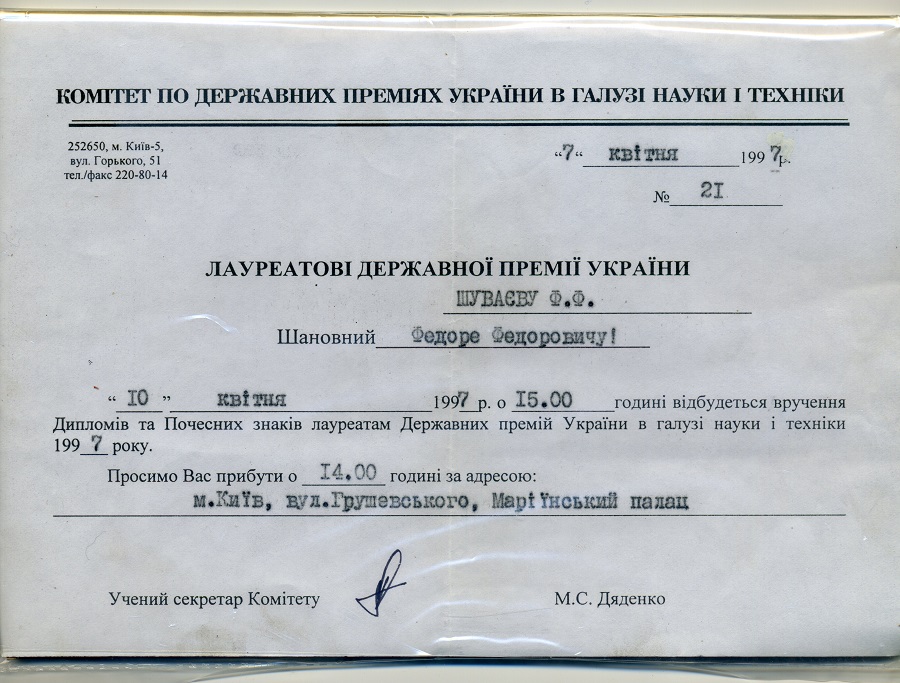 КОМІТЕТ ПО ДЕРЖАВНИХ ПРЕМІЯХ УКРАЇНИ В ГАЛУЗІ НАУКИ І ТЕХНІКИ
252650, м. Київ-5,
вул. Горького, 51
тел./факс 220-80-14
“7“ квітня 1997р.
№ 21
ЛАУРЕАТОВІ ДЕРЖАВНОЇ ПРЕМІЇ УКРАЇНИ
ШУВАЄВУ Ф.Ф.
Шановний Федоре Федоровичу!
“ 10 ” квітня 1997 р. о 15.00 годині відбудеться вручення
Дипломів та Почесних знаків лауреатам Державних премій України в галузі науки і техніки
1997 року.
Просимо Вас прибути о 14.00 годині за адресою:
м.Київ, вул.Грушевського, Маріїнський палац
Учений секретар Комітету М.С. Дяденко